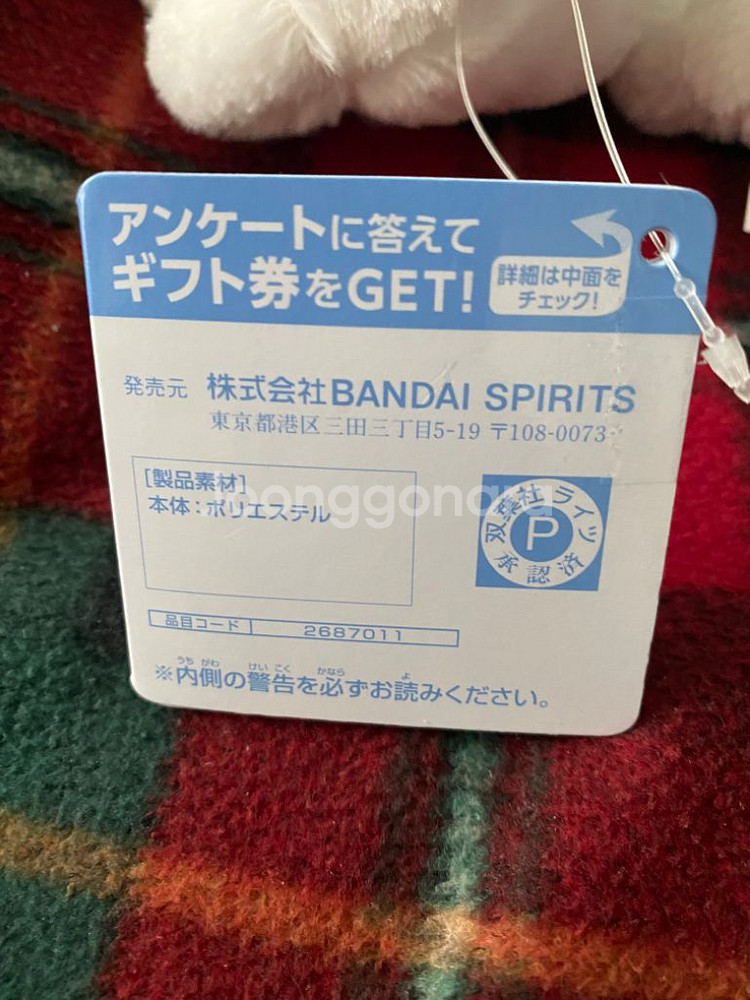 アンケートに答えて
ギフト券をGET!
詳細は中面を
チェック!
発売元 株式会社BANDAI SPIRITS
東京都港区三田三丁目5-19 〒108-0073
[製品素材]
本体:ポリエステル
joonggonara
双葉社ライツ
P
承認済
品目コード 2687011
うち がわ けい こく かなら よ
※内側の警告を必ずお読みください。